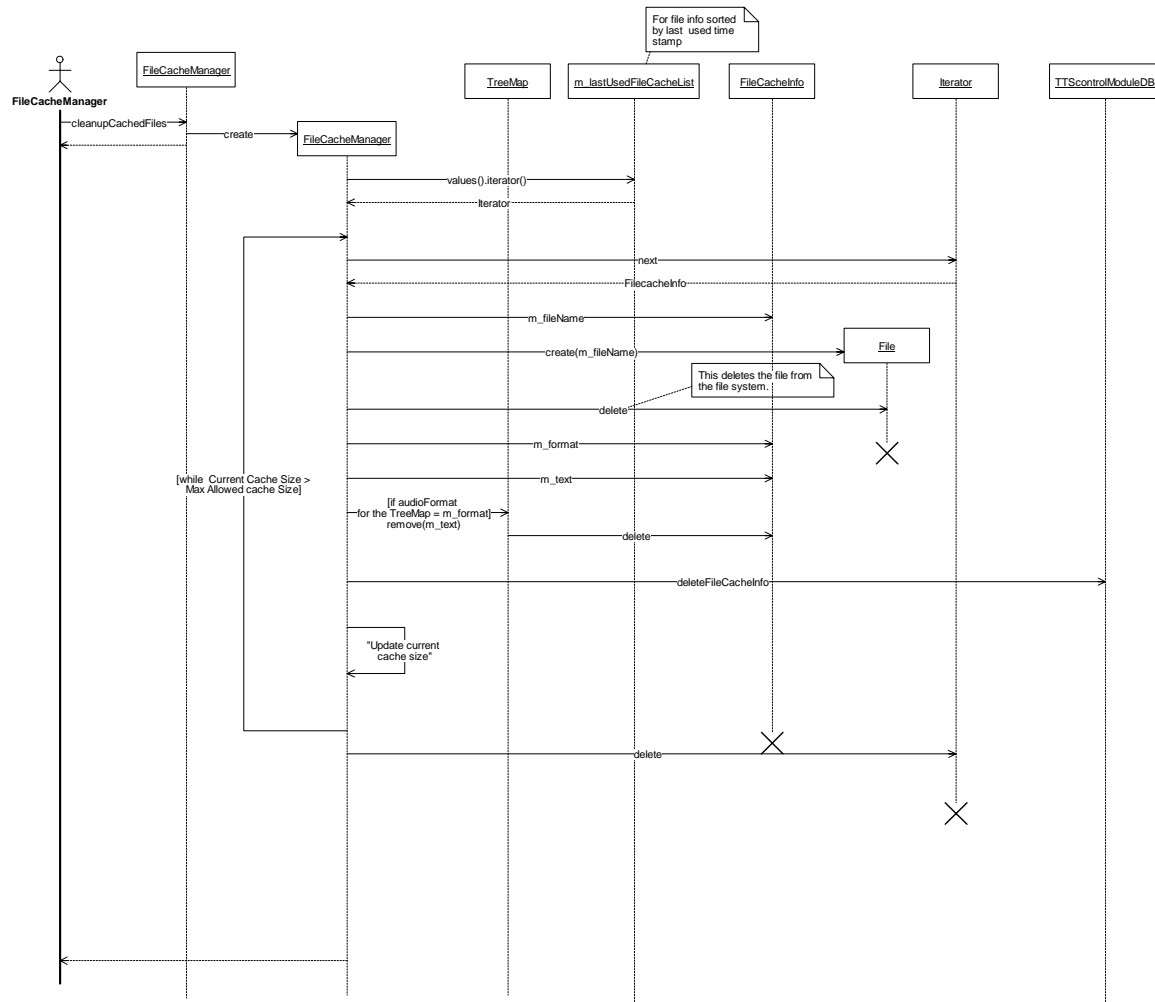 For file info sorted
by last used time
stamp
FileCacheManager
TreeMap
m_lastUsedFileCacheList
FileCacheInfo
Iterator
TTScontrolModuleDB
FileCacheManager
cleanupCachedFiles
create
FileCacheManager
values().iterator()
Iterator
next
FilecacheInfo
m_fileName
create(m_fileName)
File
This deletes the file from
the file system.
delete
m_format
[while Current Cache Size >
Max Allowed cache Size]
m_text
[if audioFormat
for the TreeMap = m_format]
remove(m_text)
delete
deleteFileCacheInfo
"Update current
cache size"
delete